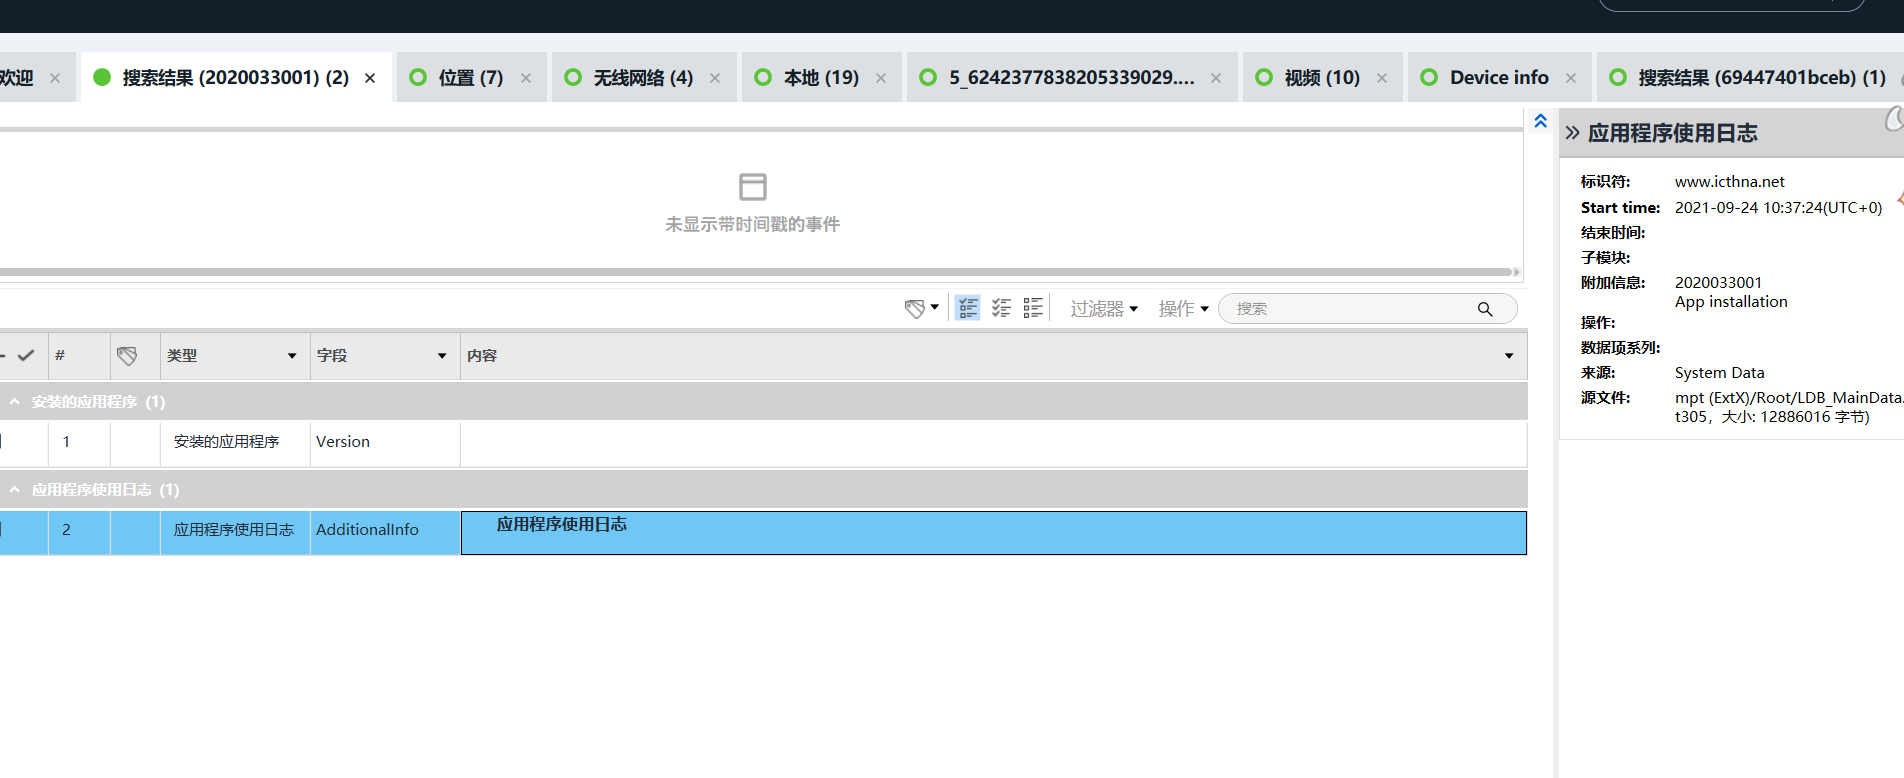 欢迎
搜索结果 (2020033001) (2)
位置 (7)
无线网络 (4)
本地 (19)
5_6242377838205339029....
视频 (10)
Device info
搜索结果 (69447401bceb) (1)
未显示带时间戳的事件
过滤器
操作
搜索
#
类型
字段
内容
安装的应用程序 (1)
1
安装的应用程序
Version
应用程序使用日志 (1)
2
应用程序使用日志
AdditionalInfo
应用程序使用日志
应用程序使用日志
标识符: www.icthna.net
Start time: 2021-09-24 10:37:24(UTC+0)
结束时间:
子模块:
附加信息: 2020033001
App installation
操作:
数据项系列:
来源: System Data
源文件: mpt (ExtX)/Root/LDB_MainData.
t305，大小: 12886016 字节)